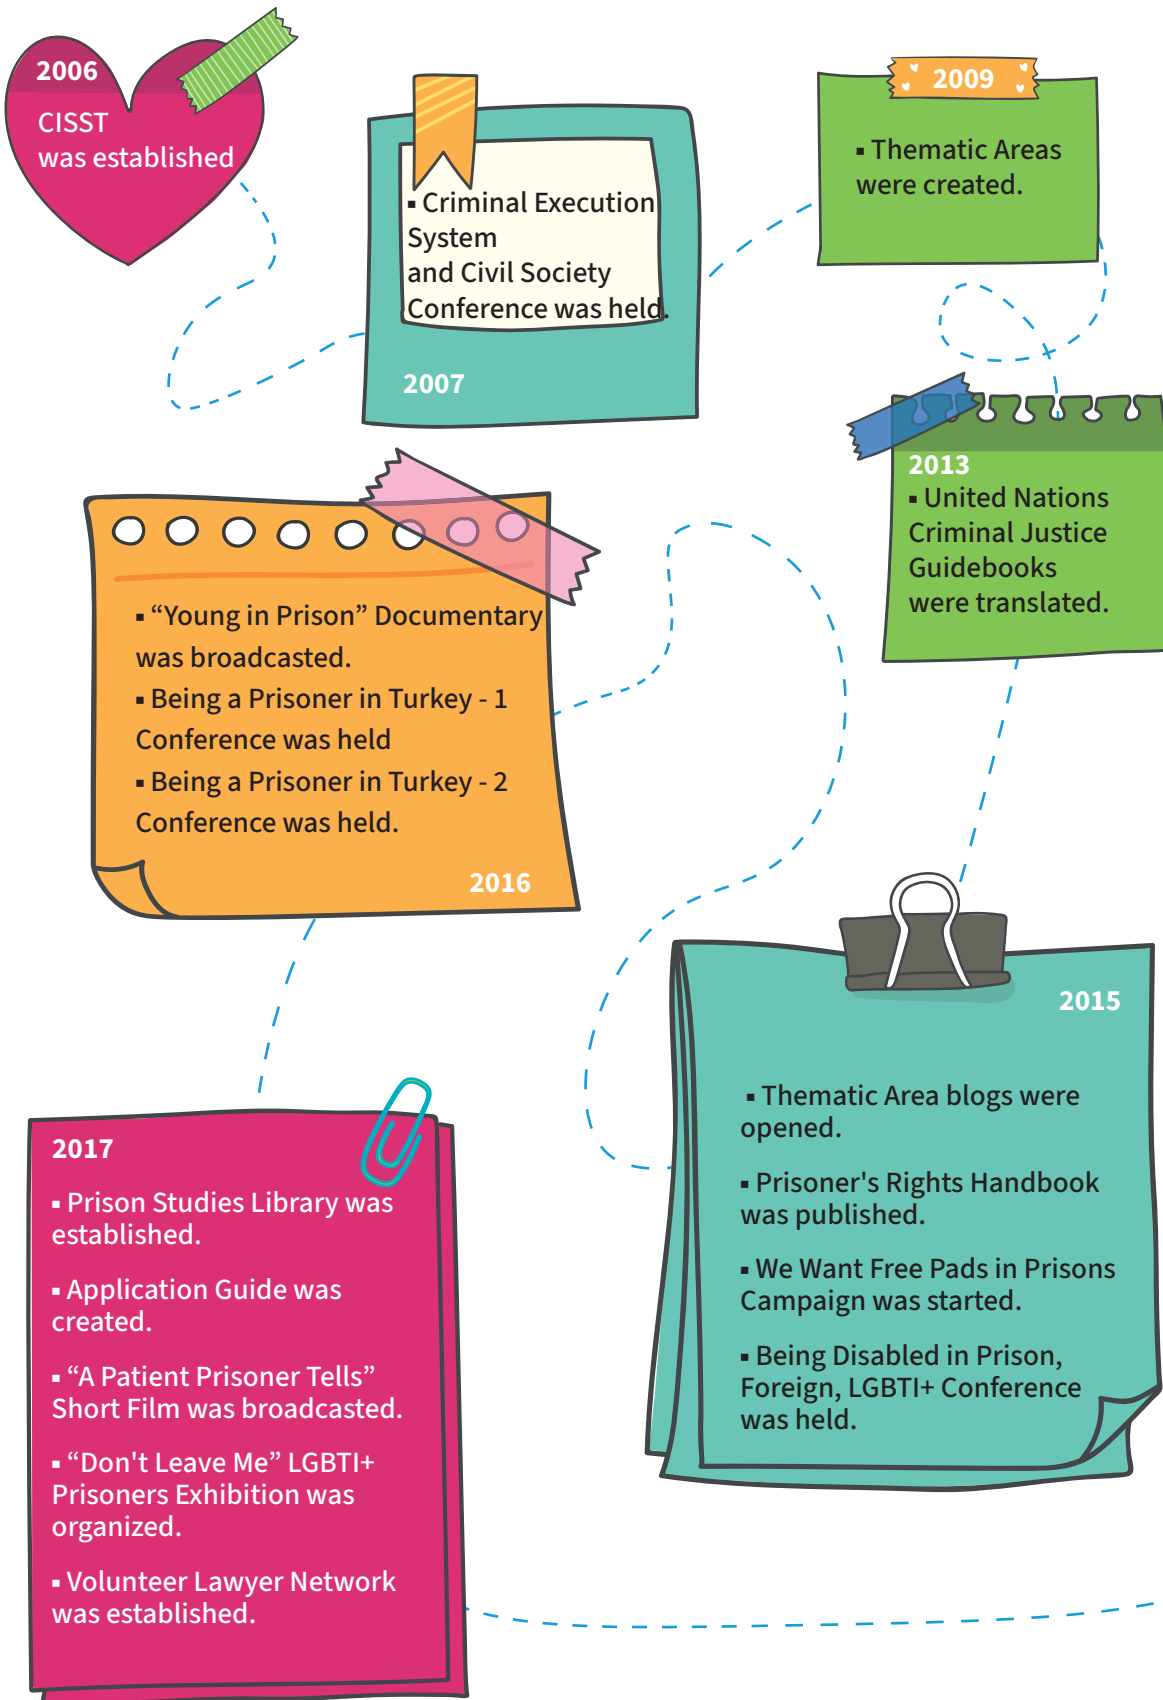 2006
CISST
was established
▪ Criminal Execution
System
and Civil Society
Conference was held.
2007
2009
▪ Thematic Areas
were created.
2013
▪ United Nations
Criminal Justice
Guidebooks
were translated.
2015
▪ Thematic Area blogs were
opened.
▪ Prisoner's Rights Handbook
was published.
▪ We Want Free Pads in Prisons
Campaign was started.
▪ Being Disabled in Prison,
Foreign, LGBTI+ Conference
was held.
▪ “Young in Prison” Documentary
was broadcasted.
▪ Being a Prisoner in Turkey - 1
Conference was held
▪ Being a Prisoner in Turkey - 2
Conference was held.
2016
2017
▪ Prison Studies Library was
established.
▪ Application Guide was
created.
▪ “A Patient Prisoner Tells”
Short Film was broadcasted.
▪ “Don't Leave Me” LGBTI+
Prisoners Exhibition was
organized.
▪ Volunteer Lawyer Network
was established.